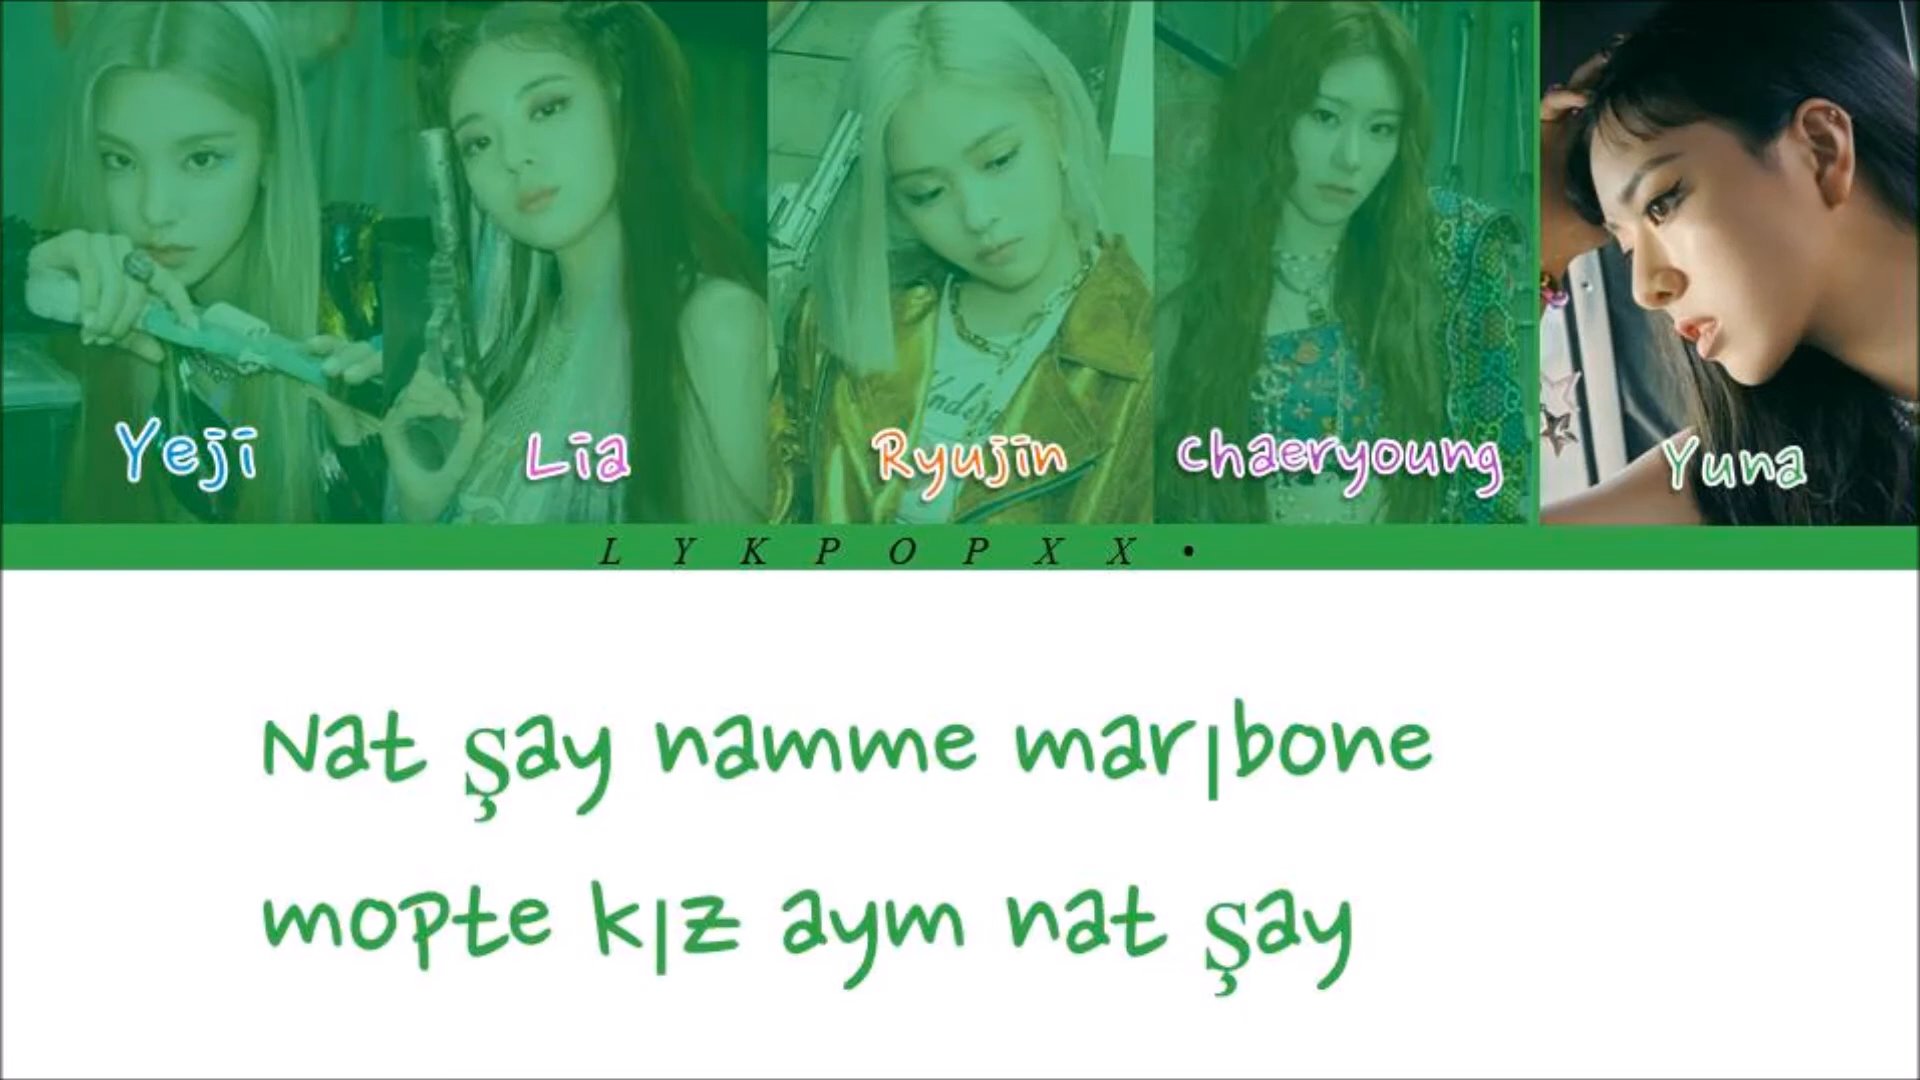 Yeji Lia Ryujin Chaeryoung Yuna
L Y K P O P X X •
Nat şay namme marıbone
mopte kız aym nat şay